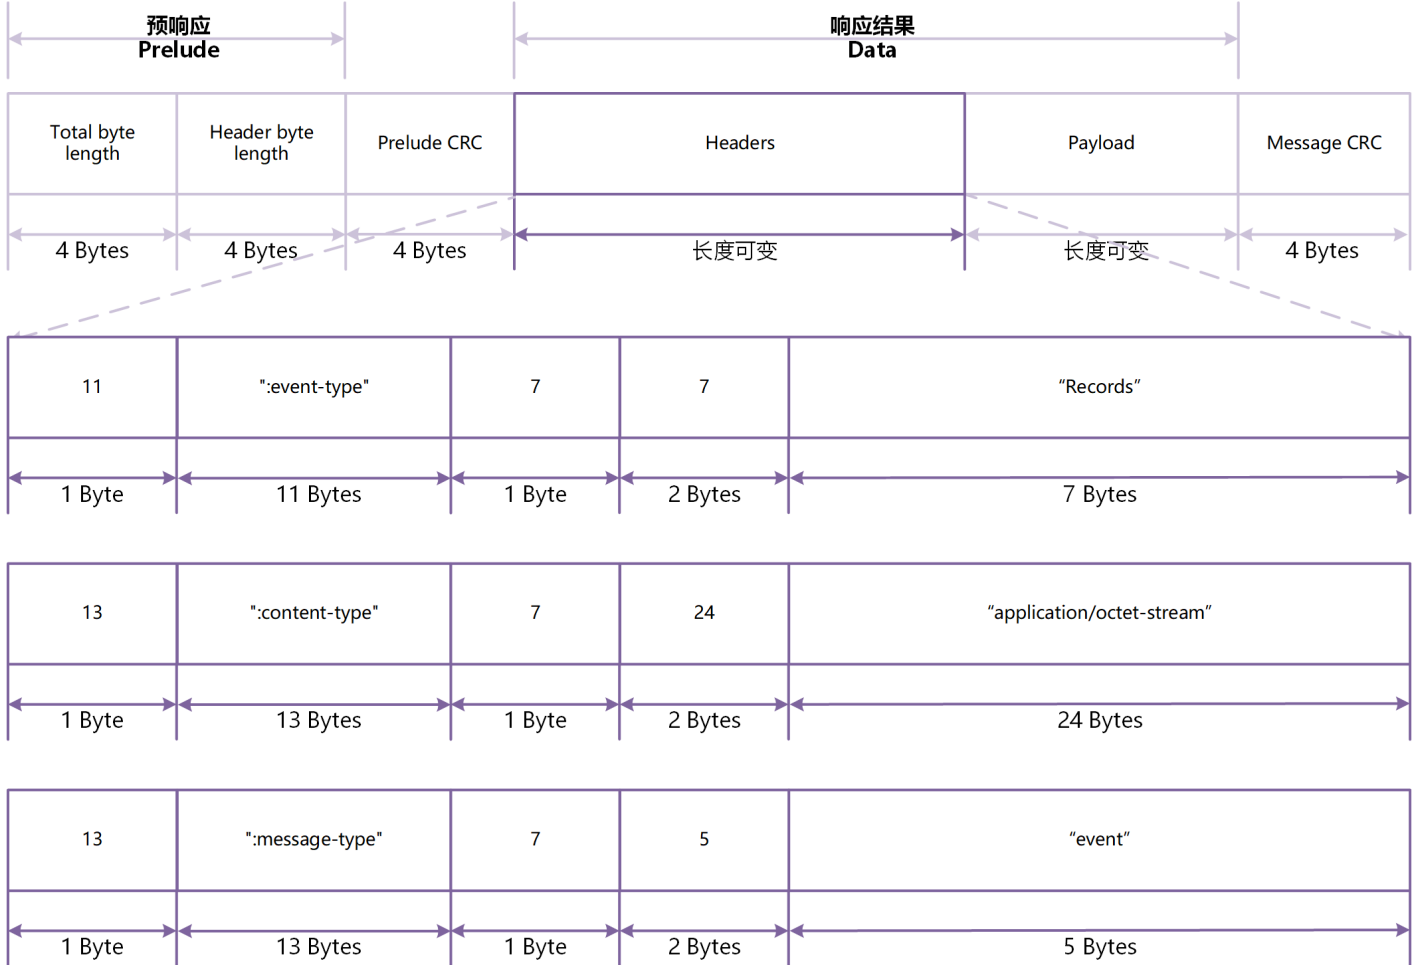 预响应
Prelude
响应结果
Data
Total byte
length
Header byte
length
Prelude CRC
Headers
Payload
Message CRC
4 Bytes
4 Bytes
4 Bytes
长度可变
长度可变
4 Bytes
11
":event-type"
7
7
“Records”
1 Byte
11 Bytes
1 Byte
2 Bytes
7 Bytes
13
":content-type"
7
24
“application/octet-stream”
1 Byte
13 Bytes
1 Byte
2 Bytes
24 Bytes
13
":message-type"
7
5
“event”
1 Byte
13 Bytes
1 Byte
2 Bytes
5 Bytes